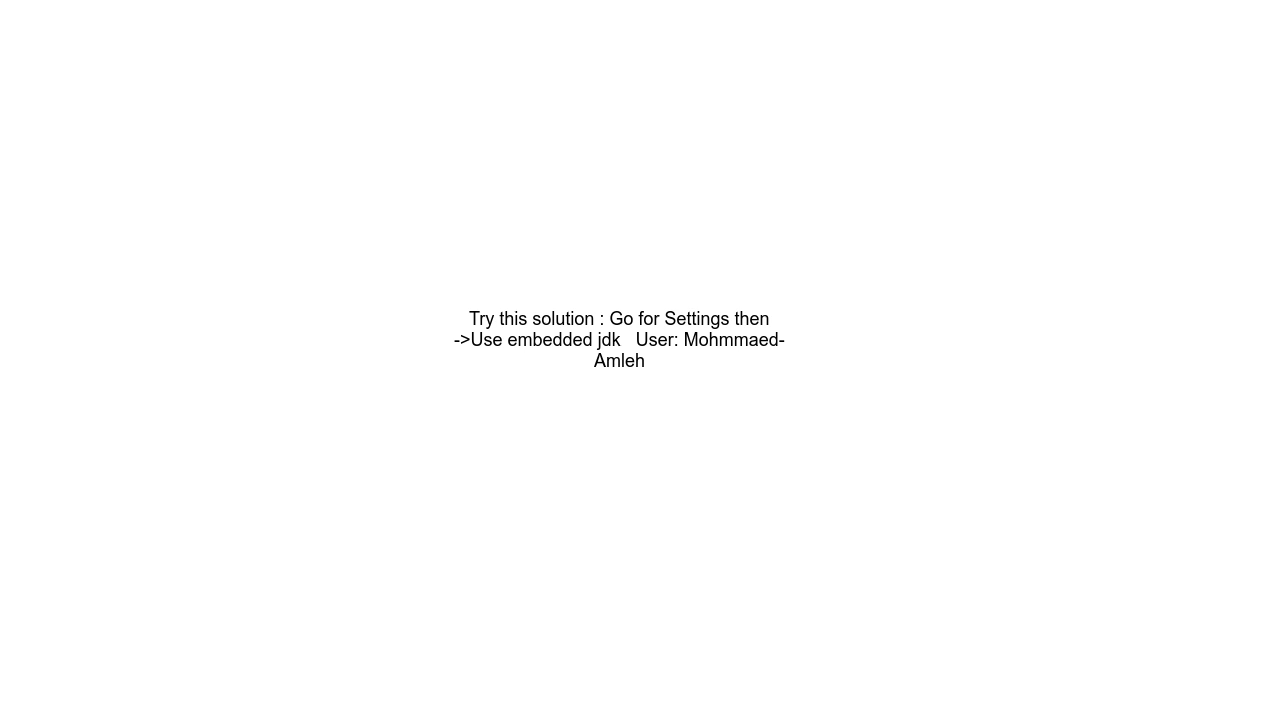 Try this solution : Go for Settings then
->Use embedded jdk   User: Mohmmaed-
Amleh